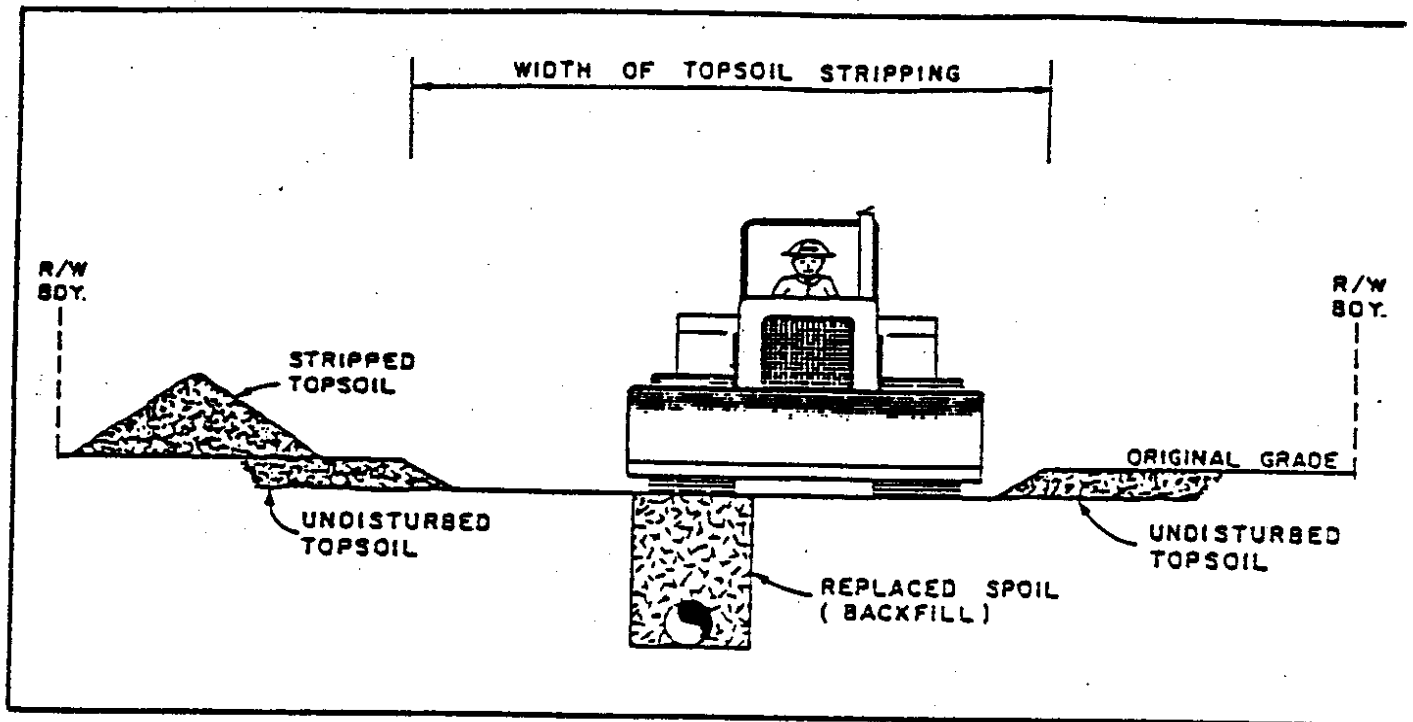 WIDTH OF TOPSOIL STRIPPING
R/W
BDY.
R/W
BDY.
STRIPPED
TOPSOIL
ORIGINAL GRADE
UNDISTURBED
TOPSOIL
UNDISTURBED
TOPSOIL
REPLACED SPOIL
(BACKFILL)